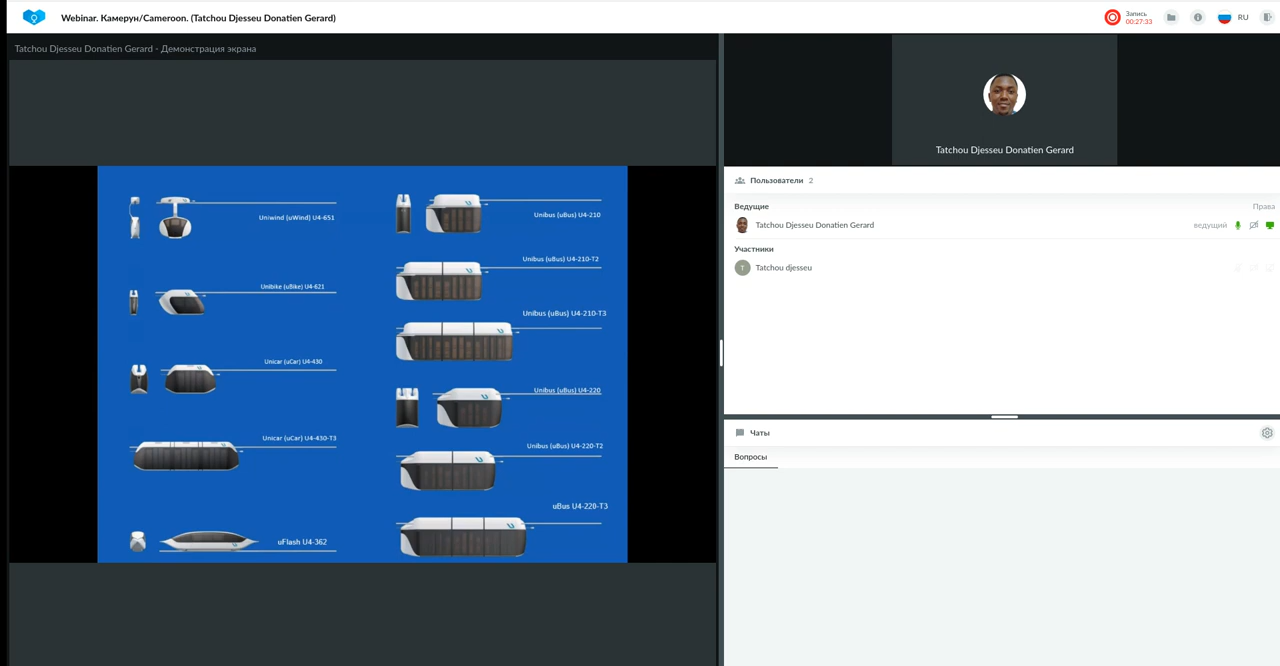 Webinar. Камерун/Cameroon. (Tatchou Djesseu Donatien Gerard)
Запись
00:27:33
RU
Tatchou Djesseu Donatien Gerard - Демонстрация экрана
Uniwind (uWind) U4-651
Unibike (uBike) U4-621
Unicar (uCar) U4-430
Unicar (uCar) U4-430-T3
uFlash U4-362
Unibus (uBus) U4-210
Unibus (uBus) U4-210-T2
Unibus (uBus) U4-210-T3
Unibus (uBus) U4-220
Unibus (uBus) U4-220-T2
uBus U4-220-T3
Tatchou Djesseu Donatien Gerard
Пользователи 2
Ведущие Права
Tatchou Djesseu Donatien Gerard ведущий
Участники
T Tatchou djesseu
Чаты
Вопросы